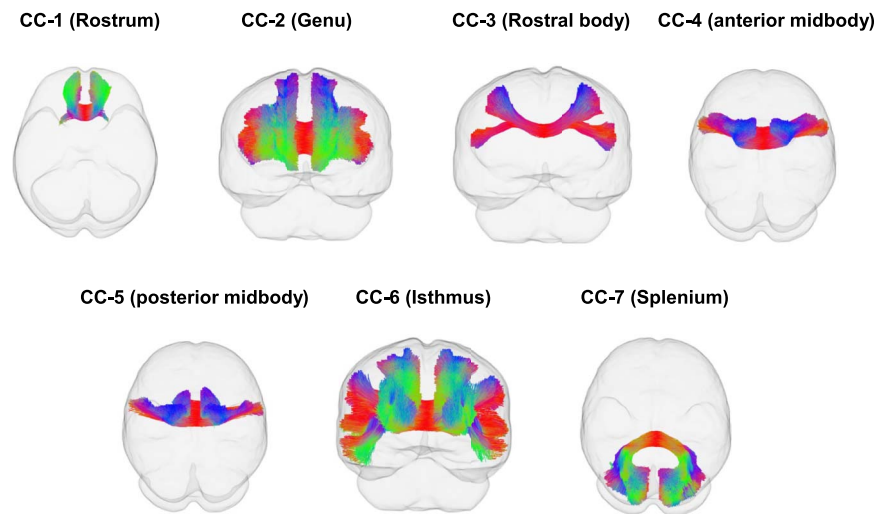 CC-1 (Rostrum)
CC-2 (Genu)
CC-3 (Rostral body)
CC-4 (anterior midbody)
CC-5 (posterior midbody)
CC-6 (Isthmus)
CC-7 (Splenium)